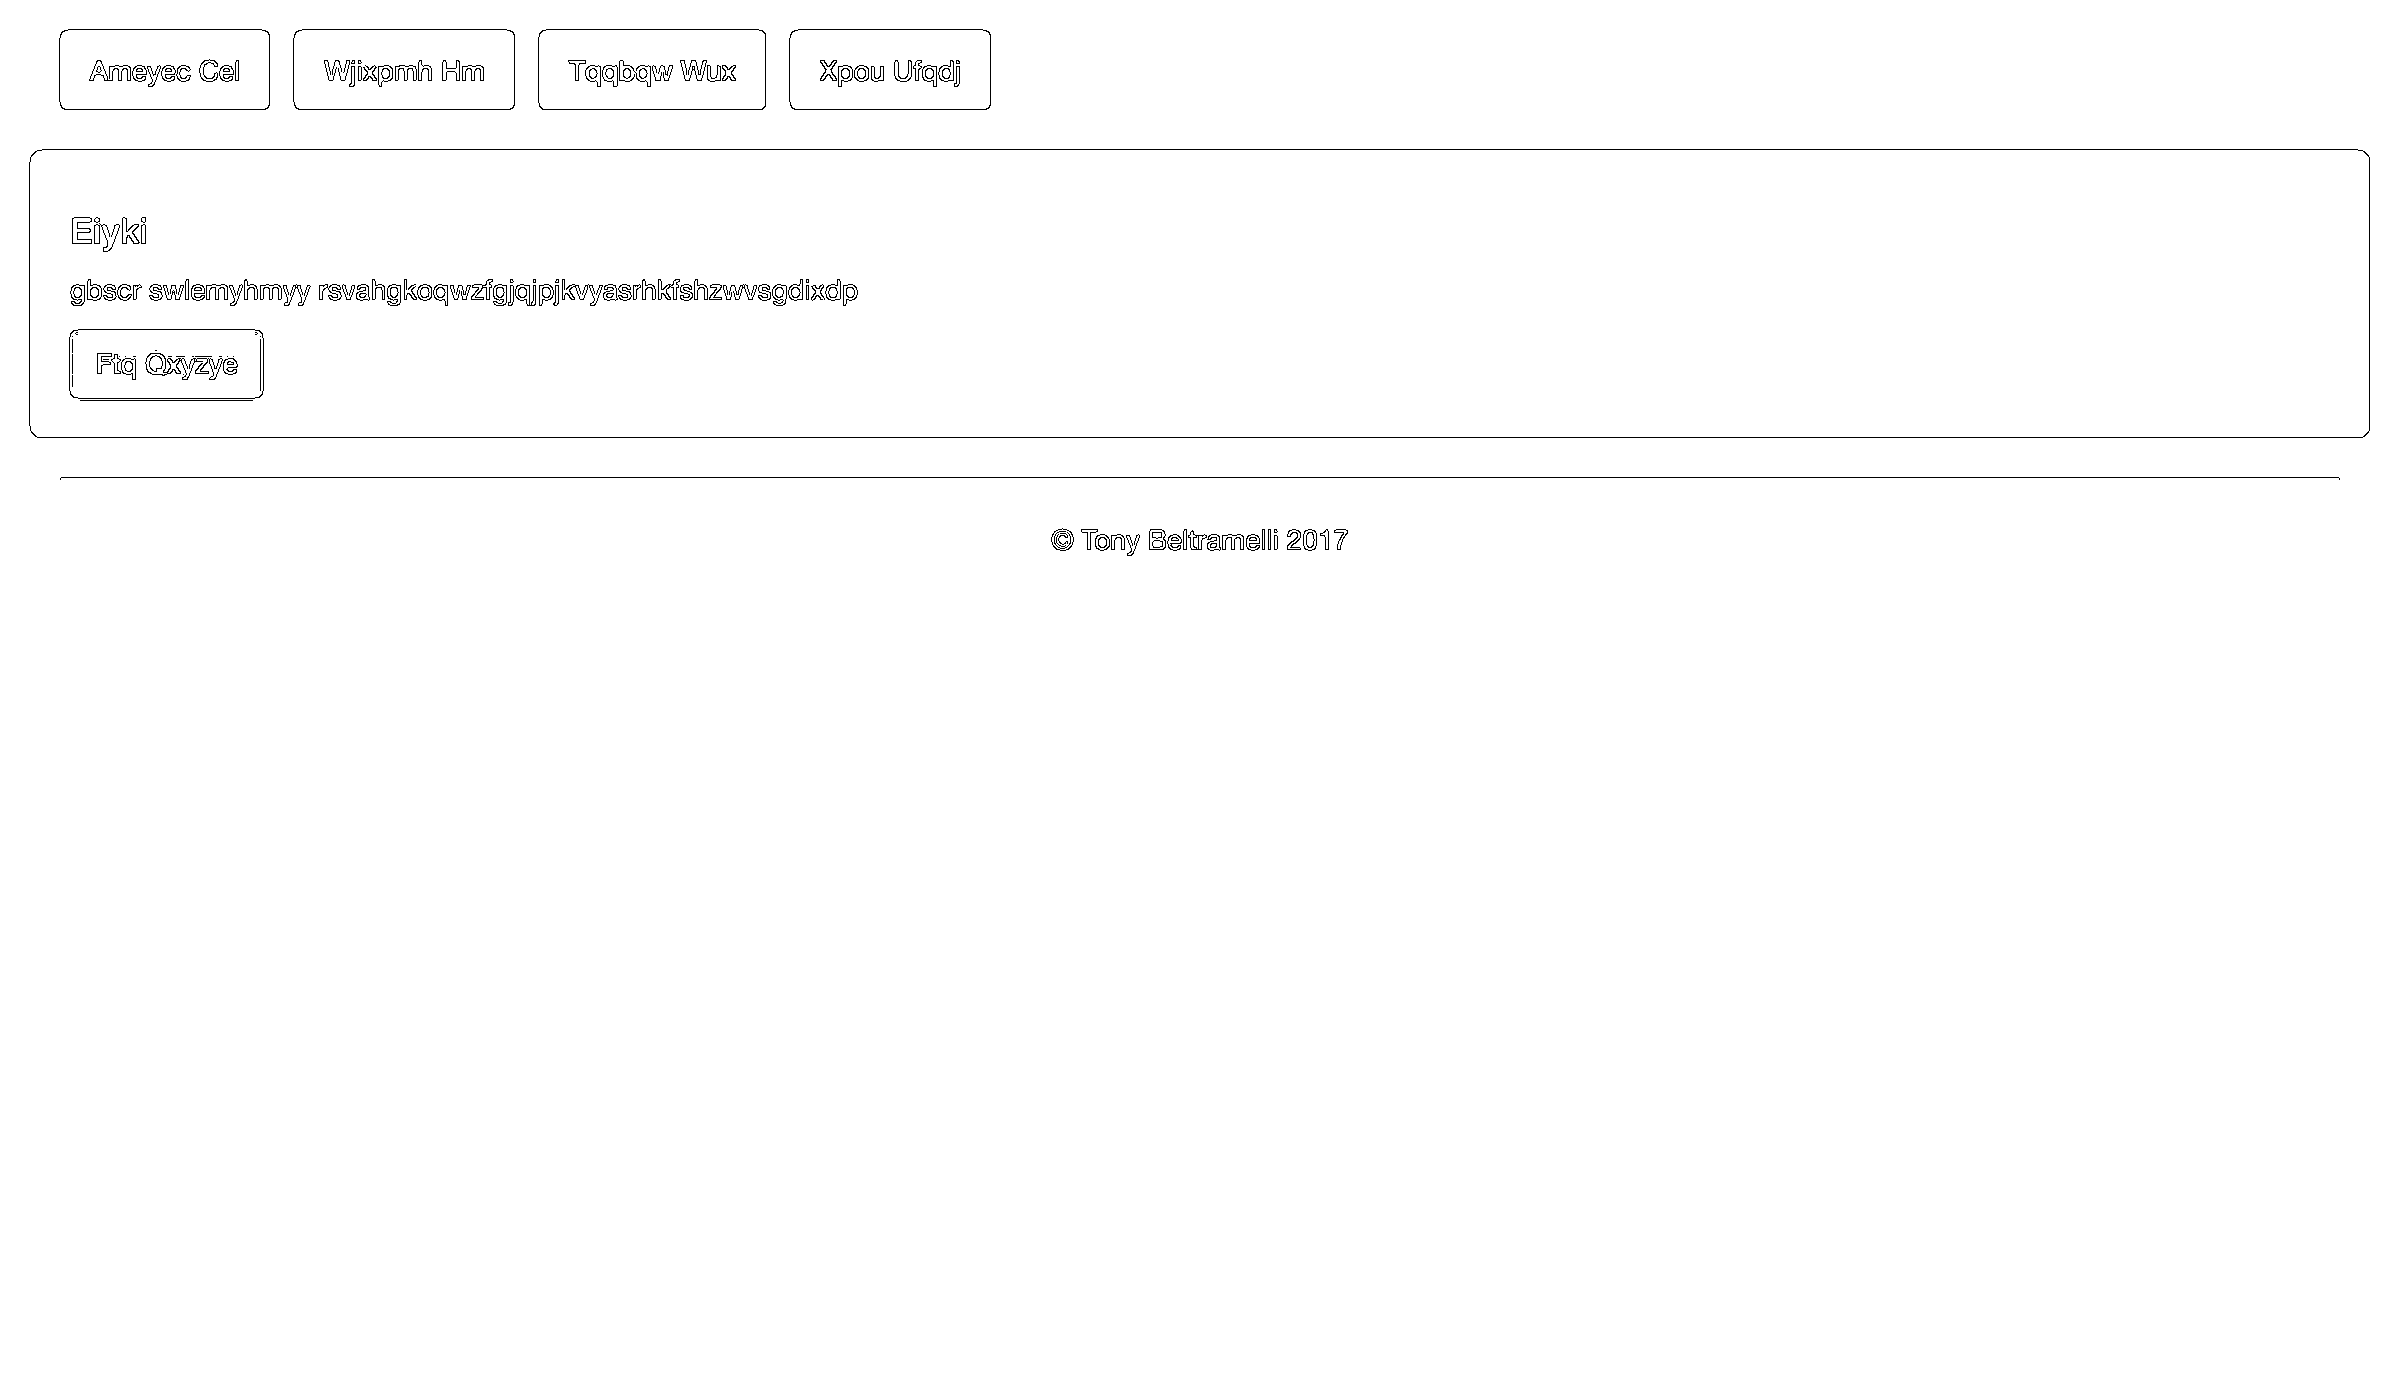 Ameyec Cel Wjixpmh Hm Tqqbqw Wux Xpou Ufqdj
Eiyki
gbscr swlemyhmyy rsvahgkoqwzfgjqjpjkvyasrhkfshzwvsgdixdp
Ftq Qxyzye
© Tony Beltramelli 2017